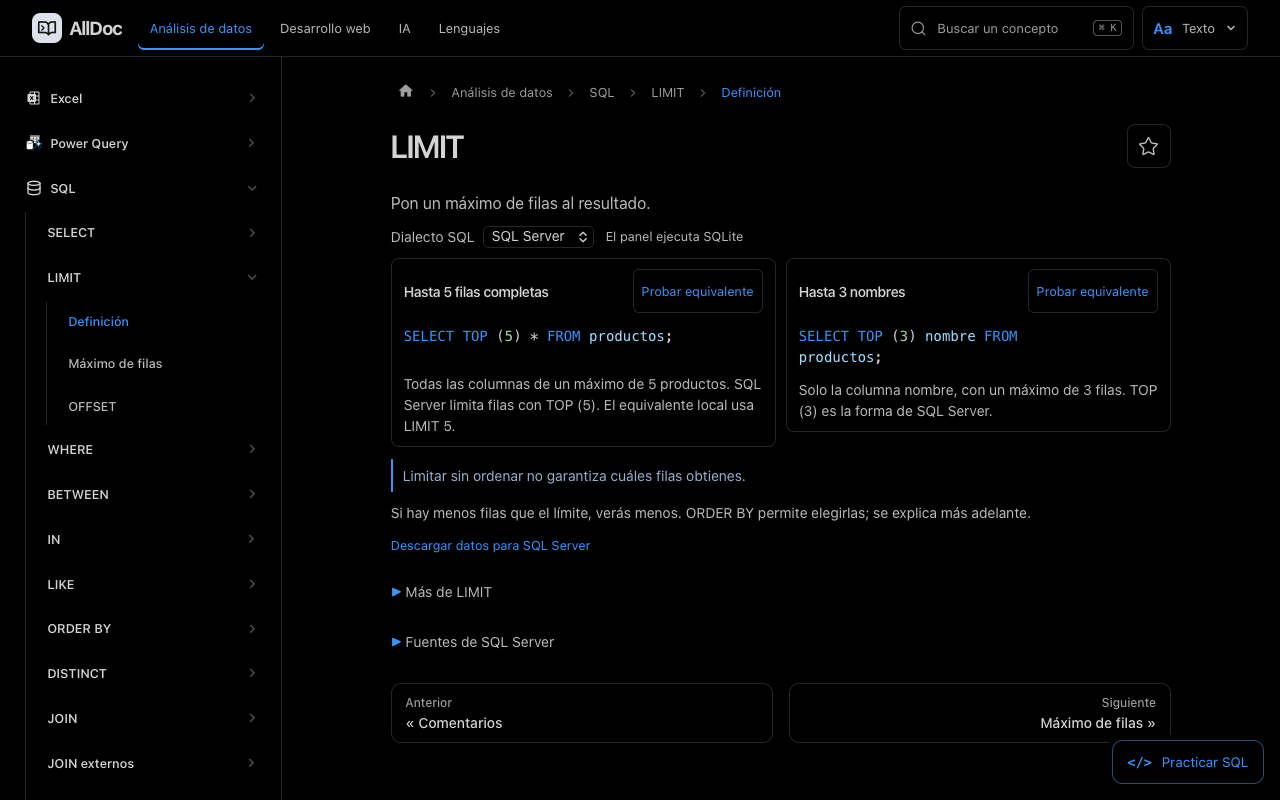 AllDoc
Análisis de datos
Desarrollo web
IA
Lenguajes
Buscar un concepto
⌘ K
Aa Texto
Excel
Power Query
SQL
SELECT
LIMIT
Definición
Máximo de filas
OFFSET
WHERE
BETWEEN
IN
LIKE
ORDER BY
DISTINCT
JOIN
JOIN externos
Análisis de datos > SQL > LIMIT > Definición
LIMIT
Pon un máximo de filas al resultado.
Dialecto SQL SQL Server El panel ejecuta SQLite
Hasta 5 filas completas
Probar equivalente
SELECT TOP (5) * FROM productos;
Todas las columnas de un máximo de 5 productos. SQL
Server limita filas con TOP (5). El equivalente local usa
LIMIT 5.
Hasta 3 nombres
Probar equivalente
SELECT TOP (3) nombre FROM
productos;
Solo la columna nombre, con un máximo de 3 filas. TOP
(3) es la forma de SQL Server.
Limitar sin ordenar no garantiza cuáles filas obtienes.
Si hay menos filas que el límite, verás menos. ORDER BY permite elegirlas; se explica más adelante.
Descargar datos para SQL Server
Más de LIMIT
Fuentes de SQL Server
Anterior
« Comentarios
Siguiente
Máximo de filas »
</> Practicar SQL